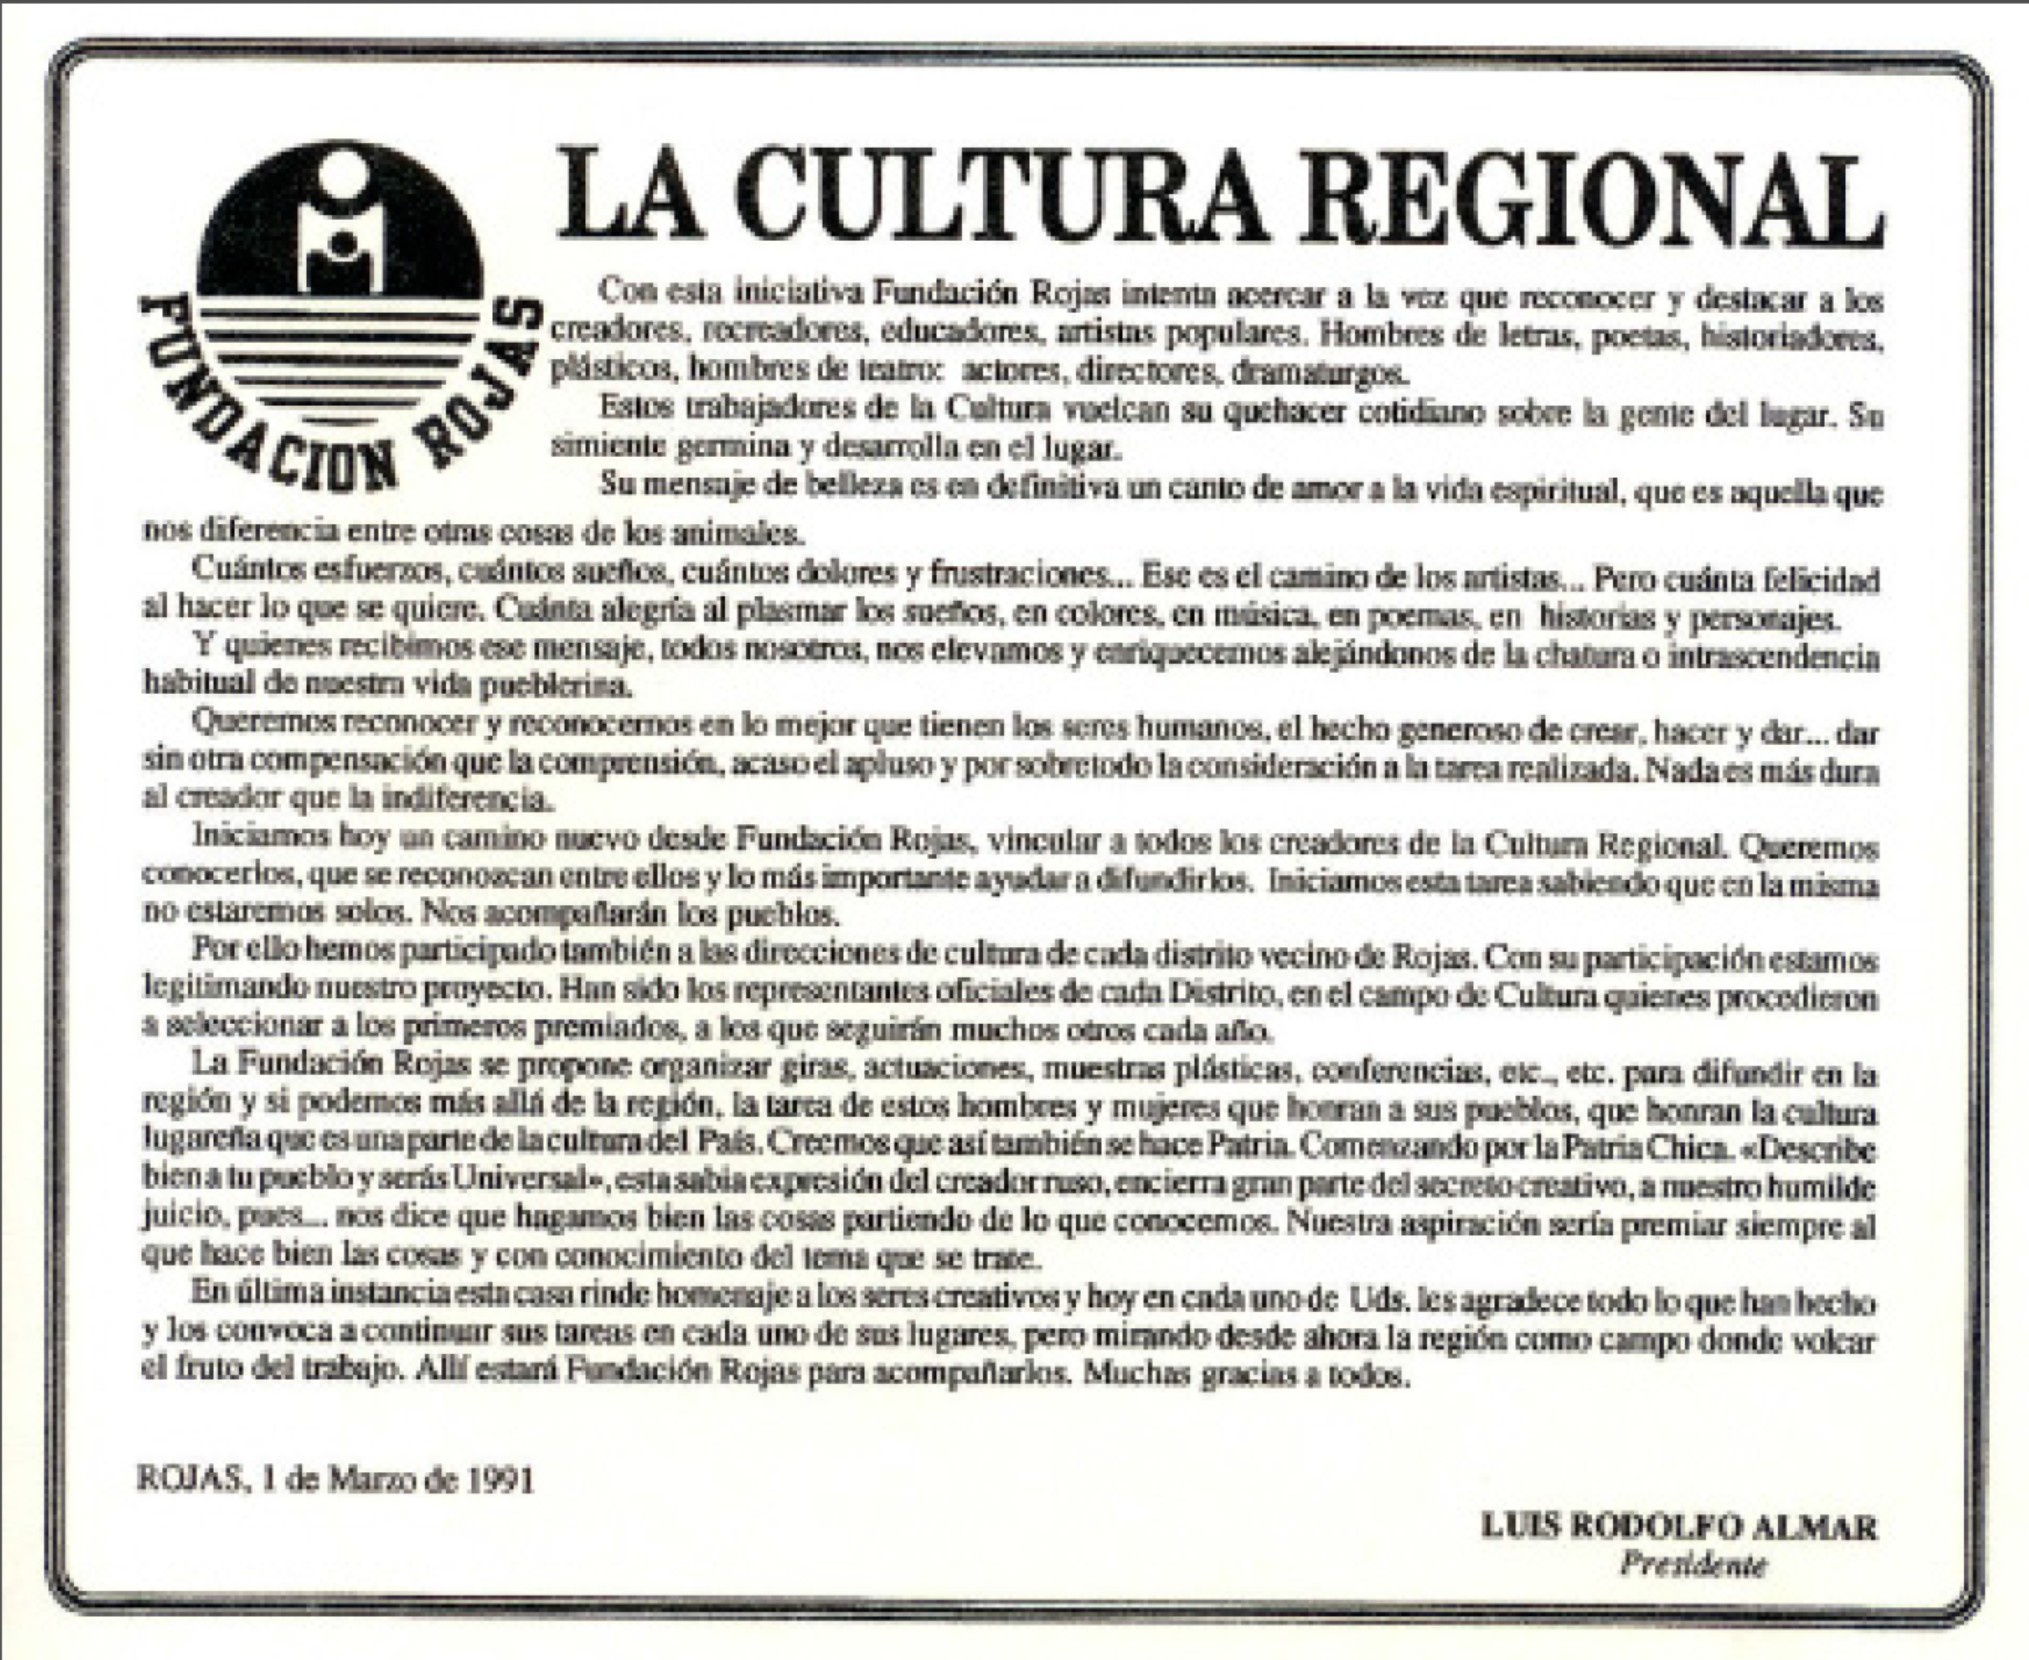 FUNDACION ROJAS
LA CULTURA REGIONAL
Con esta iniciativa Fundación Rojas intenta acercar a la vez que reconocer y destacar a los
creadores, recreadores, educadores, artistas populares. Hombres de letras, poetas, historiadores,
plásticos, hombres de teatro: actores, directores, dramaturgos.
Estos trabajadores de la Cultura vuelcan su quehacer cotidiano sobre la gente del lugar. Su
simiente germina y desarrolla en el lugar.
Su mensaje de belleza es en definitiva un canto de amor a la vida espiritual, que es aquella que
nos diferencia entre otras cosas de los animales.
Cuántos esfuerzos, cuántos sueños, cuántos dolores y frustraciones... Ese es el camino de los artistas... Pero cuánta felicidad
al hacer lo que se quiere. Cuánta alegría al plasmar los sueños, en colores, en música, en poemas, en historias y personajes.
Y quienes recibimos ese mensaje, todos nosotros, nos elevamos y enriquecemos alejándonos de la chatura o intrascendencia
habitual de nuestra vida pueblerina.
Queremos reconocer y reconocernos en lo mejor que tienen los seres humanos, el hecho generoso de crear, hacer y dar... dar
sin otra compensación que la comprensión, acaso el apluso y por sobretodo la consideración a la tarea realizada. Nada es más dura
al creador que la indiferencia.
Iniciamos hoy un camino nuevo desde Fundación Rojas, vincular a todos los creadores de la Cultura Regional. Queremos
conocerlos, que se reconozcan entre ellos y lo más importante ayudar a difundirlos. Iniciamos esta tarea sabiendo que en la misma
no estaremos solos. Nos acompañarán los pueblos.
Por ello hemos participado también a las direcciones de cultura de cada distrito vecino de Rojas. Con su participación estamos
legitimando nuestro proyecto. Han sido los representantes oficiales de cada Distrito, en el campo de Cultura quienes procedieron
a seleccionar a los primeros premiados, a los que seguirán muchos otros cada año.
La Fundación Rojas se propone organizar giras, actuaciones, muestras plásticas, conferencias, etc., etc. para difundir en la
región y si podemos más allá de la región, la tarea de estos hombres y mujeres que honran a sus pueblos, que honran la cultura
lugareña que es una parte de la cultura del País. Creemos que así también se hace Patria. Comenzando por la Patria Chica. «Describe
bien a tu pueblo y serás Universal», esta sabia expresión del creador ruso, encierra gran parte del secreto creativo, a nuestro humilde
juicio, pues... nos dice que hagamos bien las cosas partiendo de lo que conocemos. Nuestra aspiración sería premiar siempre al
que hace bien las cosas y con conocimiento del tema que se trate.
En última instancia esta casa rinde homenaje a los seres creativos y hoy en cada uno de Uds. les agradece todo lo que han hecho
y los convoca a continuar sus tareas en cada uno de sus lugares, pero mirando desde ahora la región como campo donde volcar
el fruto del trabajo. Allí estará Fundación Rojas para acompañarlos. Muchas gracias a todos.
ROJAS, 1 de Marzo de 1991
LUIS RODOLFO ALMAR
Presidente